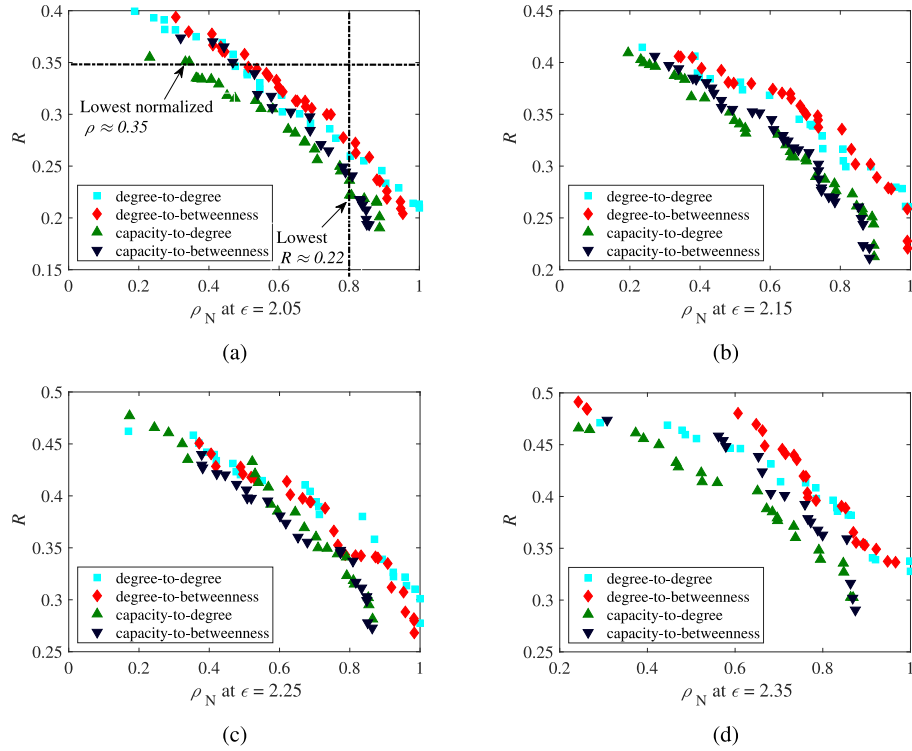 0.4
0.35
0.3
0.25
0.2
0.15
R
Lowest normalized
ρ ≈ 0.35
degree-to-degree
degree-to-betweenness
capacity-to-degree
capacity-to-betweenness
Lowest
R ≈ 0.22
0 0.2 0.4 0.6 0.8 1
ρN at ϵ = 2.05
(a)
0.45
0.4
0.35
0.3
0.25
0.2
R
degree-to-degree
degree-to-betweenness
capacity-to-degree
capacity-to-betweenness
0 0.2 0.4 0.6 0.8 1
ρN at ϵ = 2.15
(b)
0.5
0.45
0.4
0.35
0.3
0.25
R
degree-to-degree
degree-to-betweenness
capacity-to-degree
capacity-to-betweenness
0 0.2 0.4 0.6 0.8 1
ρN at ϵ = 2.25
(c)
0.5
0.45
0.4
0.35
0.3
0.25
R
degree-to-degree
degree-to-betweenness
capacity-to-degree
capacity-to-betweenness
0.2 0.4 0.6 0.8 1
ρN at ϵ = 2.35
(d)